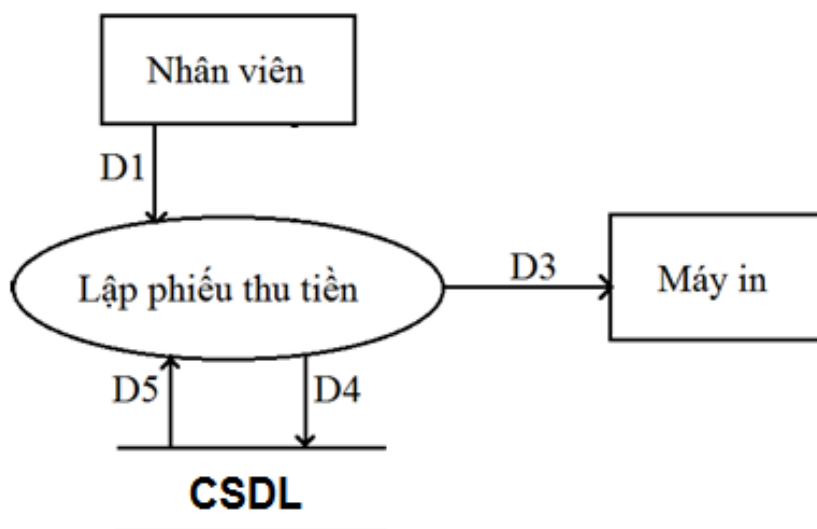 Nhân viên
D1
Lập phiếu thu tiền
D3
Máy in
D5
D4
CSDL